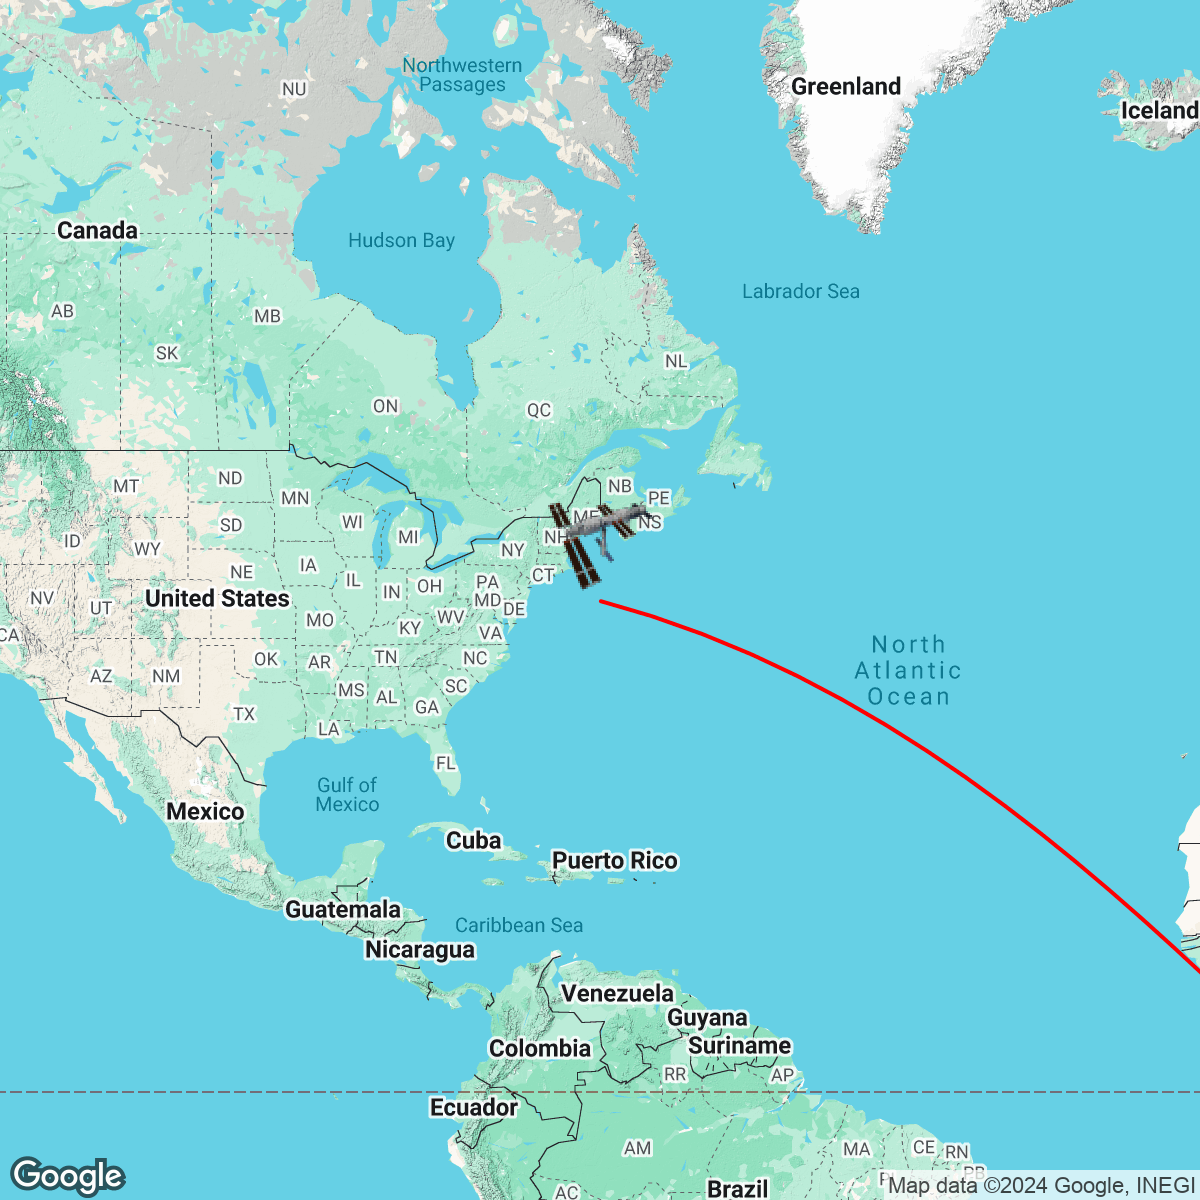 Northwestern
Passages
NU
Greenland
Iceland
Canada
Hudson Bay
Labrador Sea
AB
MB
SK
NL
ON
QC
MT
ND
MN
NB
PE
ME
NS
SD
WI
MI
NH
ID
WY
NY
NE
IA
IL
IN
OH
PA
CT
NV
UT
United States
MD
DE
CA
MO
KY
WV
VA
North
Atlantic
Ocean
AZ
NM
OK
AR
TN
NC
MS
AL
SC
GA
TX
LA
FL
Gulf of
Mexico
Mexico
Cuba
Puerto Rico
Guatemala
Caribbean Sea
Nicaragua
Venezuela
Guyana
Suriname
Colombia
RR
AP
Ecuador
AM
MA
CE
RN
PB
AC
Brazil
Google
Map data ©2024 Google, INEGI